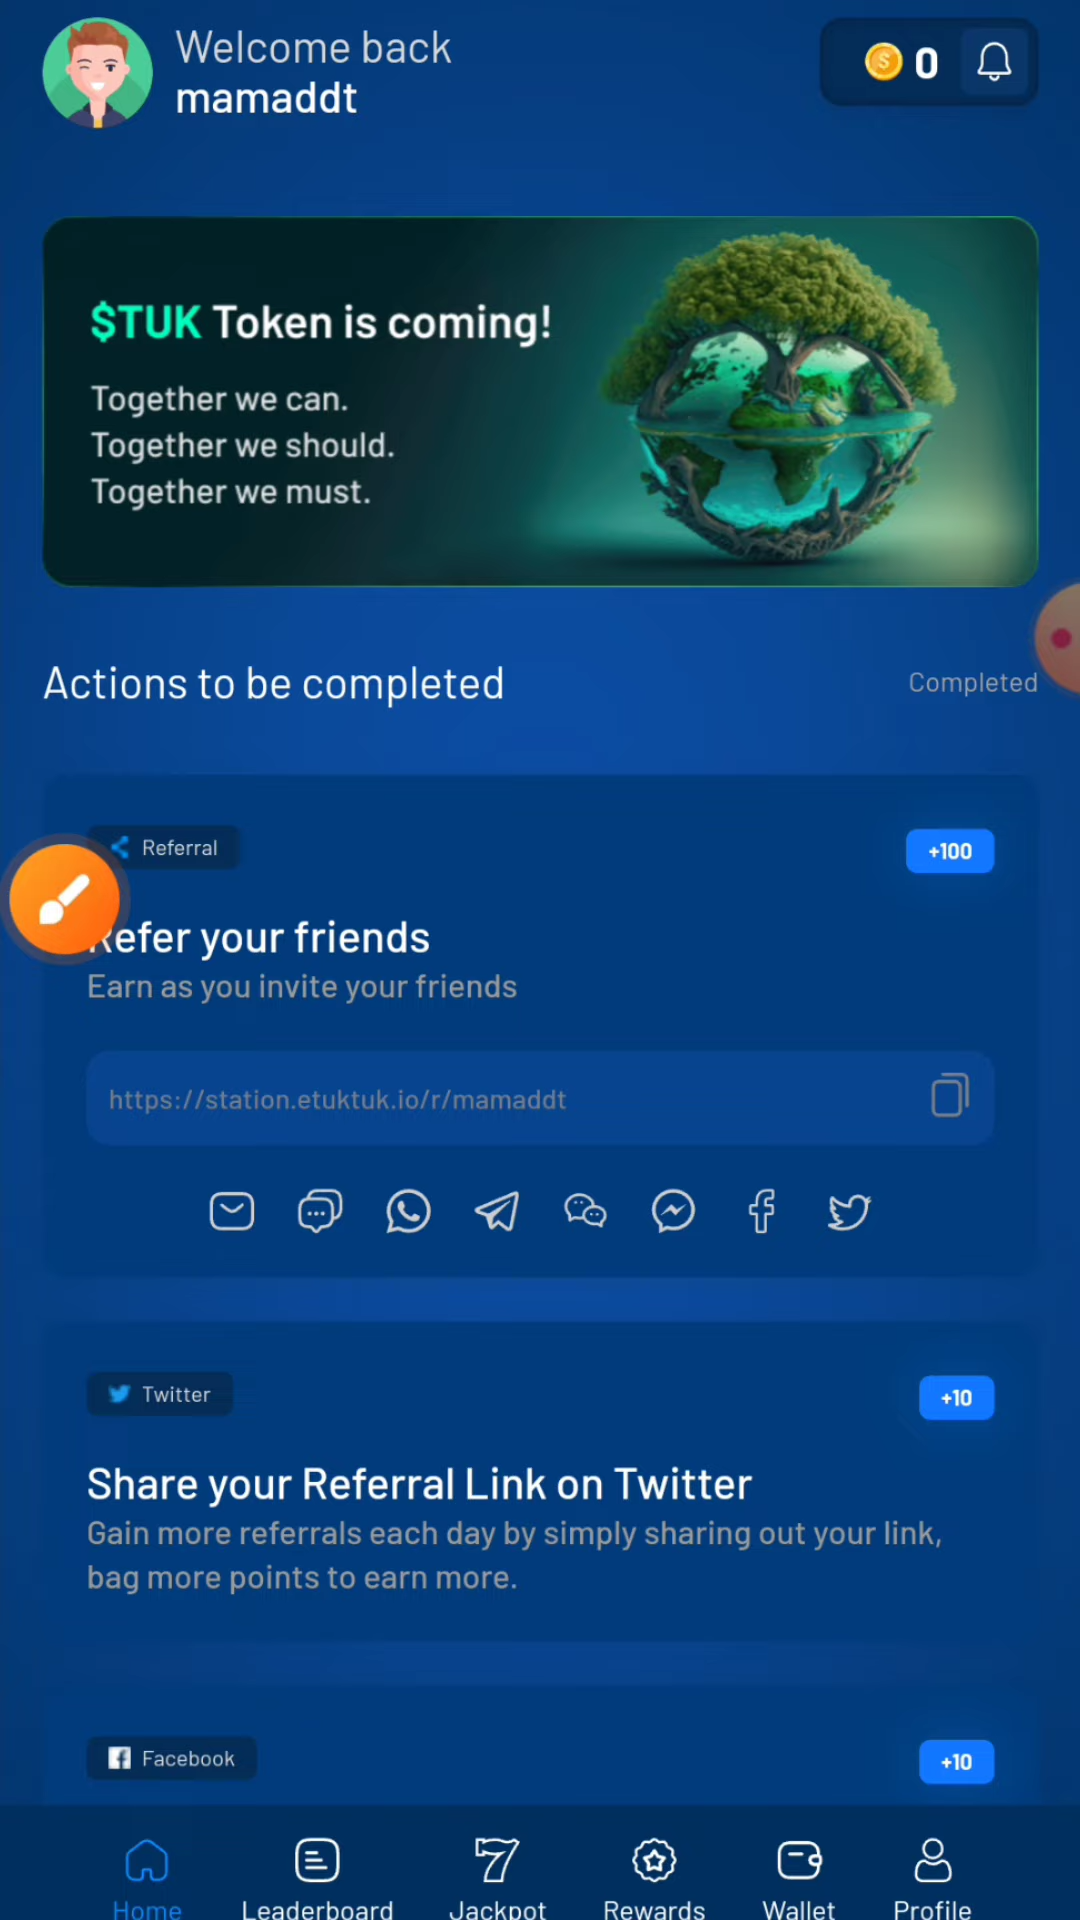 Welcome back
mamaddt
0
$TUK Token is coming!
Together we can.
Together we should.
Together we must.
Actions to be completed
Completed
Referral
+100
Refer your friends
Earn as you invite your friends
https://station.etuktuk.io/r/mamaddt
Twitter
+10
Share your Referral Link on Twitter
Gain more referrals each day by simply sharing out your link,
bag more points to earn more.
Facebook
+10
Home
Leaderboard
Jackpot
Rewards
Wallet
Profile